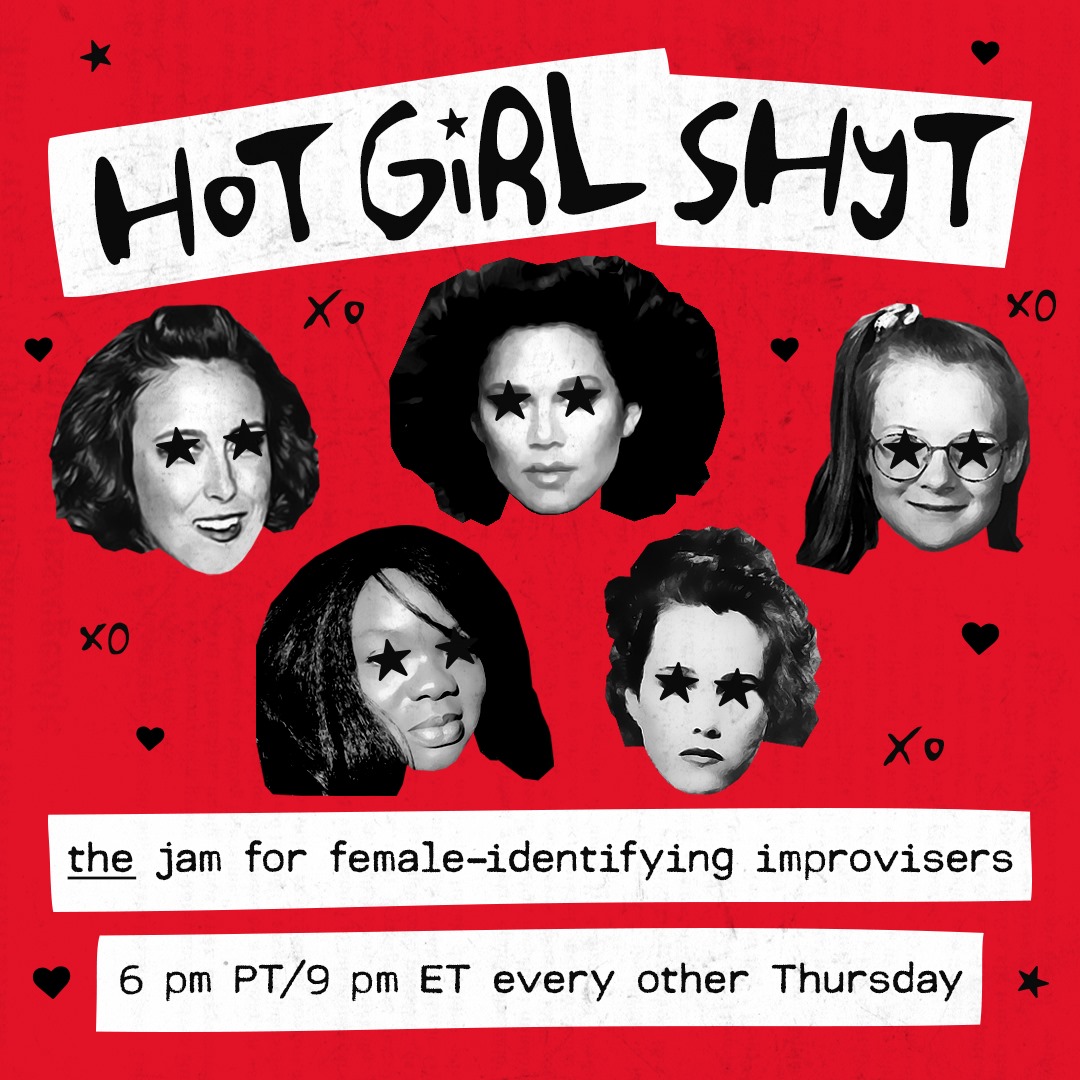 HOT GiRL SHyT
XO
XO
XO
XO
the jam for female-identifying improvisers
6 pm PT/9 pm ET every other Thursday